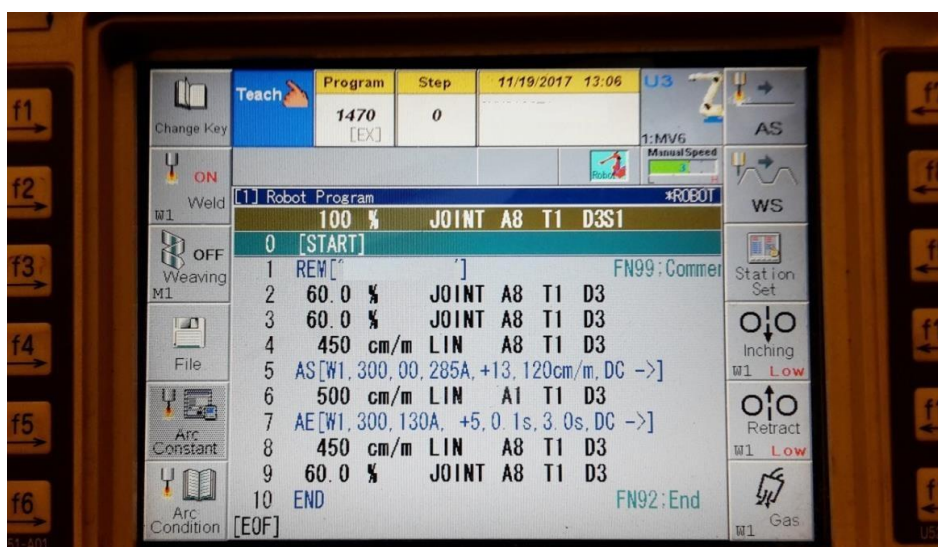 f1
f2
f3
f4
f5
f6
51-A01
Change Key
ON
Weld
W1
OFF
Weaving
M1
File
Arc
Constant
Arc
Condition
Teach
Program
1470
[EX]
Step
0
11/19/2017 13:06
U3
1:MV6
Robot
Manual Speed
3
[1] Robot Program *ROBOT
100 % JOINT A8 T1 D3S1
0 [START]
1 REM[" "] FN99:Commer
2 60.0 % JOINT A8 T1 D3
3 60.0 % JOINT A8 T1 D3
4 450 cm/m LIN A8 T1 D3
5 AS[W1,300,00,285A,+13,120cm/m,DC ->]
6 500 cm/m LIN A1 T1 D3
7 AE[W1,300,130A, +5,0.1s,3.0s,DC ->]
8 450 cm/m LIN A8 T1 D3
9 60.0 % JOINT A8 T1 D3
10 END FN92:End
[EOF]
AS
WS
Station
Set
Inching
W1 Low
Retract
W1 Low
Gas
W1